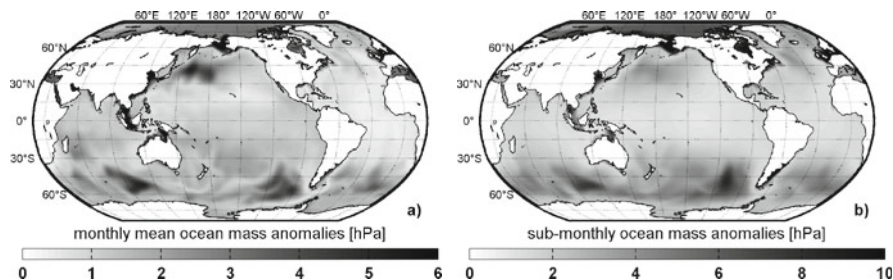 60°E 120°E 180°W 120°W 60°W 0°
60°N
30°N
0°
30°S
60°S
a)
monthly mean ocean mass anomalies [hPa]
0 1 2 3 4 5 6
60°E 120°E 180°W 120°W 60°W 0°
60°N
30°N
0°
30°S
60°S
b)
sub-monthly ocean mass anomalies [hPa]
0 2 4 6 8 10